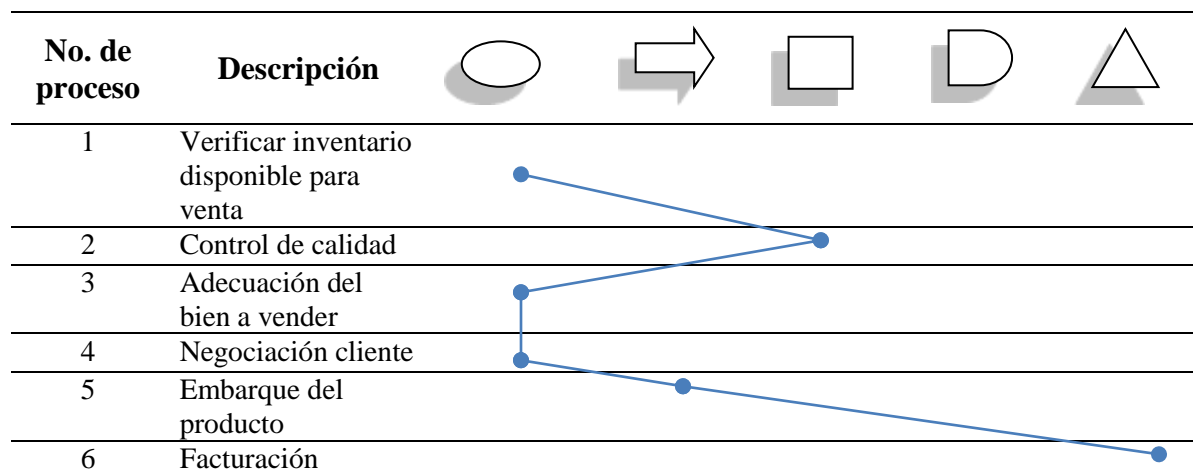 No. de
proceso
Descripción
1 Verificar inventario
disponible para
venta
2 Control de calidad
3 Adecuación del
bien a vender
4 Negociación cliente
5 Embarque del
producto
6 Facturación